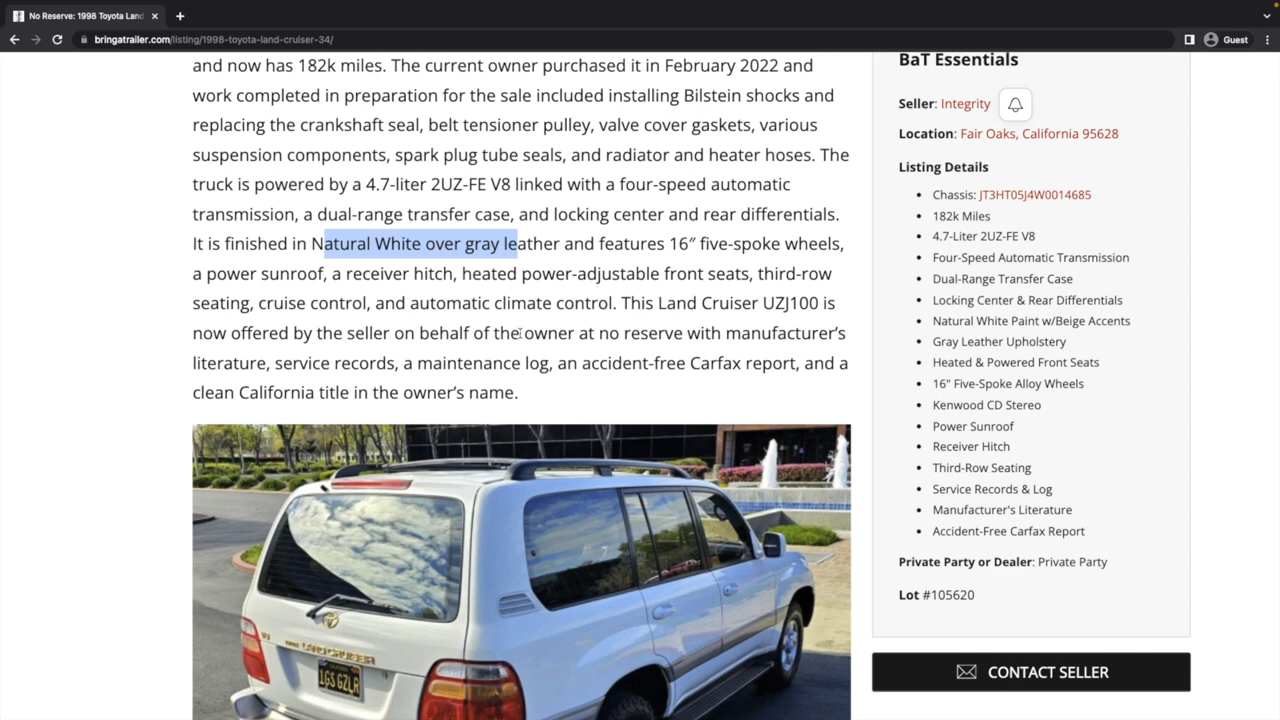 No Reserve: 1998 Toyota Land
bringatrailer.com/listing/1998-toyota-land-cruiser-34/
Guest
and now has 182k miles. The current owner purchased it in February 2022 and
work completed in preparation for the sale included installing Bilstein shocks and
replacing the crankshaft seal, belt tensioner pulley, valve cover gaskets, various
suspension components, spark plug tube seals, and radiator and heater hoses. The
truck is powered by a 4.7-liter 2UZ-FE V8 linked with a four-speed automatic
transmission, a dual-range transfer case, and locking center and rear differentials.
It is finished in Natural White over gray leather and features 16″ five-spoke wheels,
a power sunroof, a receiver hitch, heated power-adjustable front seats, third-row
seating, cruise control, and automatic climate control. This Land Cruiser UZJ100 is
now offered by the seller on behalf of the owner at no reserve with manufacturer’s
literature, service records, a maintenance log, an accident-free Carfax report, and a
clean California title in the owner’s name.
LAND CRUISER
1GS GZLR
BaT Essentials
Seller: Integrity
Location: Fair Oaks, California 95628
Listing Details
• Chassis: JT3HT05J4W0014685
• 182k Miles
• 4.7-Liter 2UZ-FE V8
• Four-Speed Automatic Transmission
• Dual-Range Transfer Case
• Locking Center & Rear Differentials
• Natural White Paint w/Beige Accents
• Gray Leather Upholstery
• Heated & Powered Front Seats
• 16" Five-Spoke Alloy Wheels
• Kenwood CD Stereo
• Power Sunroof
• Receiver Hitch
• Third-Row Seating
• Service Records & Log
• Manufacturer's Literature
• Accident-Free Carfax Report
Private Party or Dealer: Private Party
Lot #105620
CONTACT SELLER